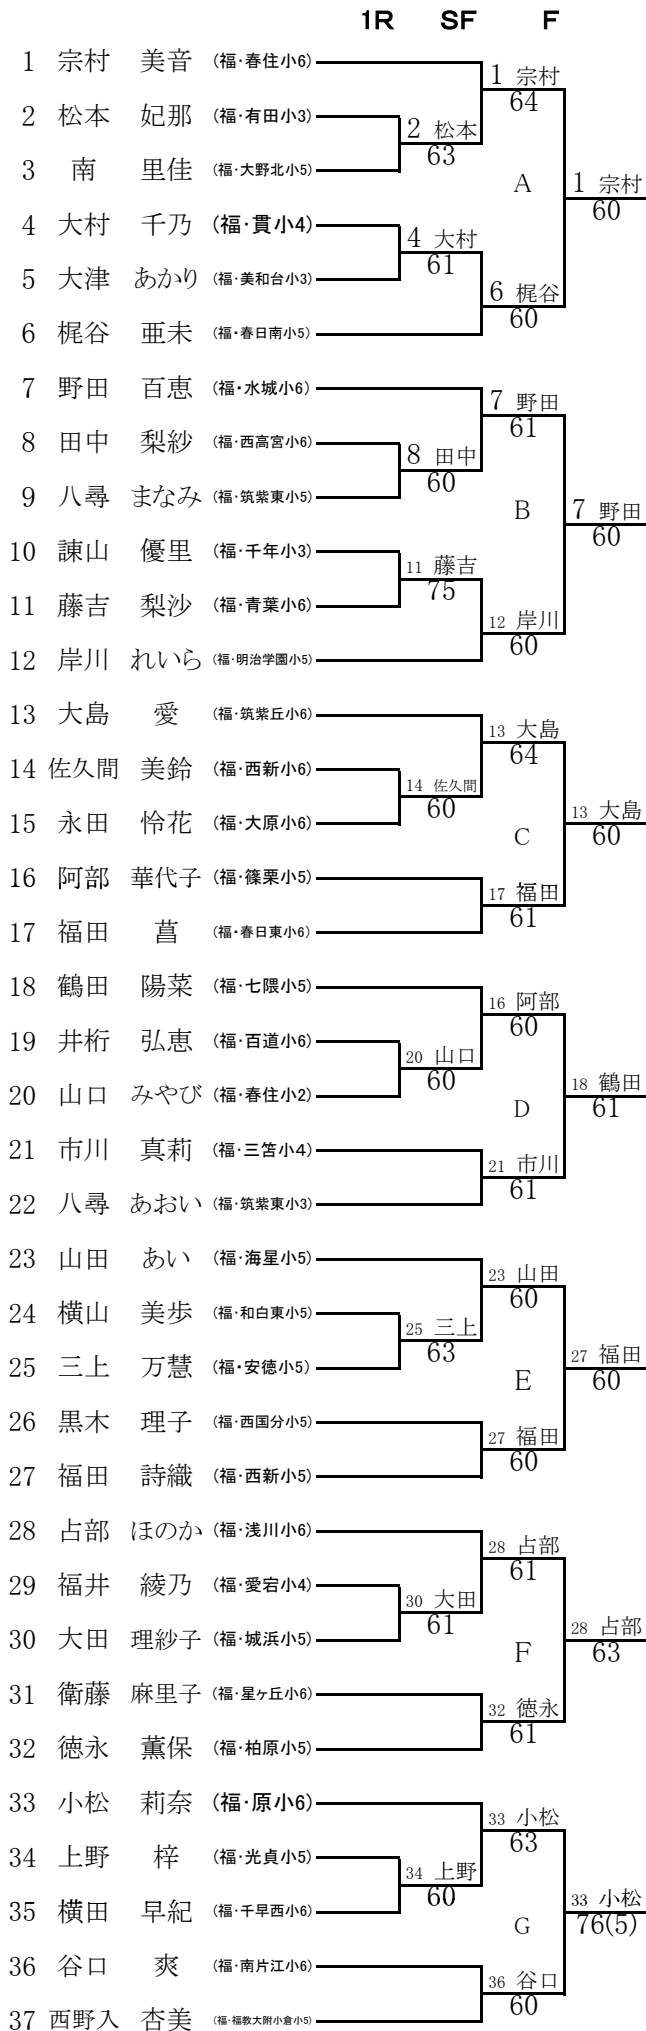 1R SF F
1 宗村 美音 (福・春住小6)
1 宗村
64
2 松本 妃那 (福・有田小3)
2 松本
63
3 南 里佳 (福・大野北小5)
A
1 宗村
60
4 大村 千乃 (福・貫小4)
4 大村
61
5 大津 あかり (福・美和台小3)
6 梶谷
60
6 梶谷 亜未 (福・春日南小5)
7 野田 百恵 (福・水城小6)
7 野田
61
8 田中 梨紗 (福・西高宮小6)
8 田中
60
9 八尋 まなみ (福・筑紫東小5)
B
7 野田
60
10 諌山 優里 (福・千年小3)
11 藤吉
75
11 藤吉 梨沙 (福・青葉小6)
12 岸川
60
12 岸川 れいら (福・明治学園小5)
13 大島 愛 (福・筑紫丘小6)
13 大島
64
14 佐久間 美鈴 (福・西新小6)
14 佐久間
60
15 永田 怜花 (福・大原小6)
C
13 大島
60
16 阿部 華代子 (福・篠栗小5)
17 福田
61
17 福田 菖 (福・春日東小6)
18 鶴田 陽菜 (福・七隈小5)
16 阿部
60
19 井桁 弘恵 (福・百道小6)
20 山口
60
20 山口 みやび (福・春住小2)
D
18 鶴田
61
21 市川 真莉 (福・三笘小4)
21 市川
61
22 八尋 あおい (福・筑紫東小3)
23 山田 あい (福・海星小5)
23 山田
60
24 横山 美歩 (福・和白東小5)
25 三上
63
25 三上 万慧 (福・安徳小5)
E
27 福田
60
26 黒木 理子 (福・西国分小5)
27 福田
60
27 福田 詩織 (福・西新小5)
28 占部 ほのか (福・浅川小6)
28 占部
61
29 福井 綾乃 (福・愛宕小4)
30 大田
61
30 大田 理紗子 (福・城浜小5)
F
28 占部
63
31 衛藤 麻里子 (福・星ヶ丘小6)
32 徳永
61
32 徳永 薫保 (福・柏原小5)
33 小松 莉奈 (福・原小6)
33 小松
63
34 上野 梓 (福・光貞小5)
34 上野
60
35 横田 早紀 (福・千早西小6)
G
33 小松
76(5)
36 谷口 爽 (福・南片江小6)
36 谷口
60
37 西野入 杏美 (福・福教大附小倉小5)